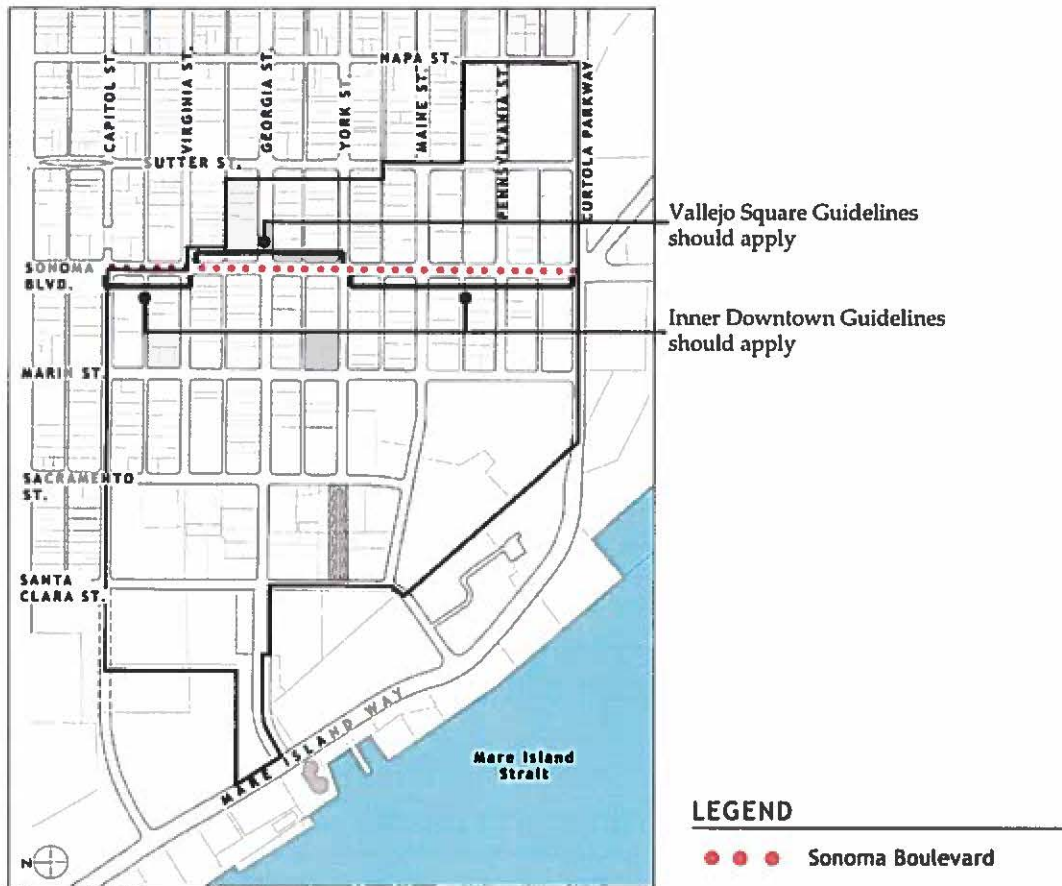 CAPITOL ST.
VIRGINIA ST.
GEORGIA ST.
YORK ST.
NAPA ST.
MAINE ST.
PENNSYLVANIA ST.
CURTOLA PARKWAY
SUTTER ST.
Vallejo Square Guidelines
should apply
SONOMA
BLVD.
Inner Downtown Guidelines
should apply
MARIN ST.
SACRAMENTO
ST.
SANTA
CLARA ST.
MARE ISLAND WAY
Mare Island
Strait
LEGEND
Sonoma Boulevard
N